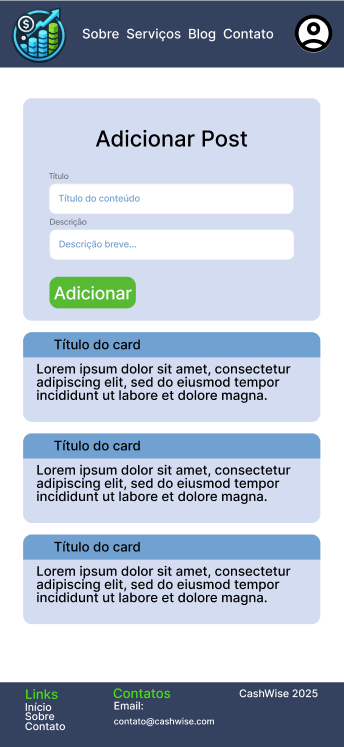 $
Sobre Serviços Blog Contato
Adicionar Post
Título
Título do conteúdo
Descrição
Descrição breve...
Adicionar
Título do card
Lorem ipsum dolor sit amet, consectetur
adipiscing elit, sed do eiusmod tempor
incididunt ut labore et dolore magna.
Título do card
Lorem ipsum dolor sit amet, consectetur
adipiscing elit, sed do eiusmod tempor
incididunt ut labore et dolore magna.
Título do card
Lorem ipsum dolor sit amet, consectetur
adipiscing elit, sed do eiusmod tempor
incididunt ut labore et dolore magna.
Links
Início
Sobre
Contato
Contatos
Email:
contato@cashwise.com
CashWise 2025